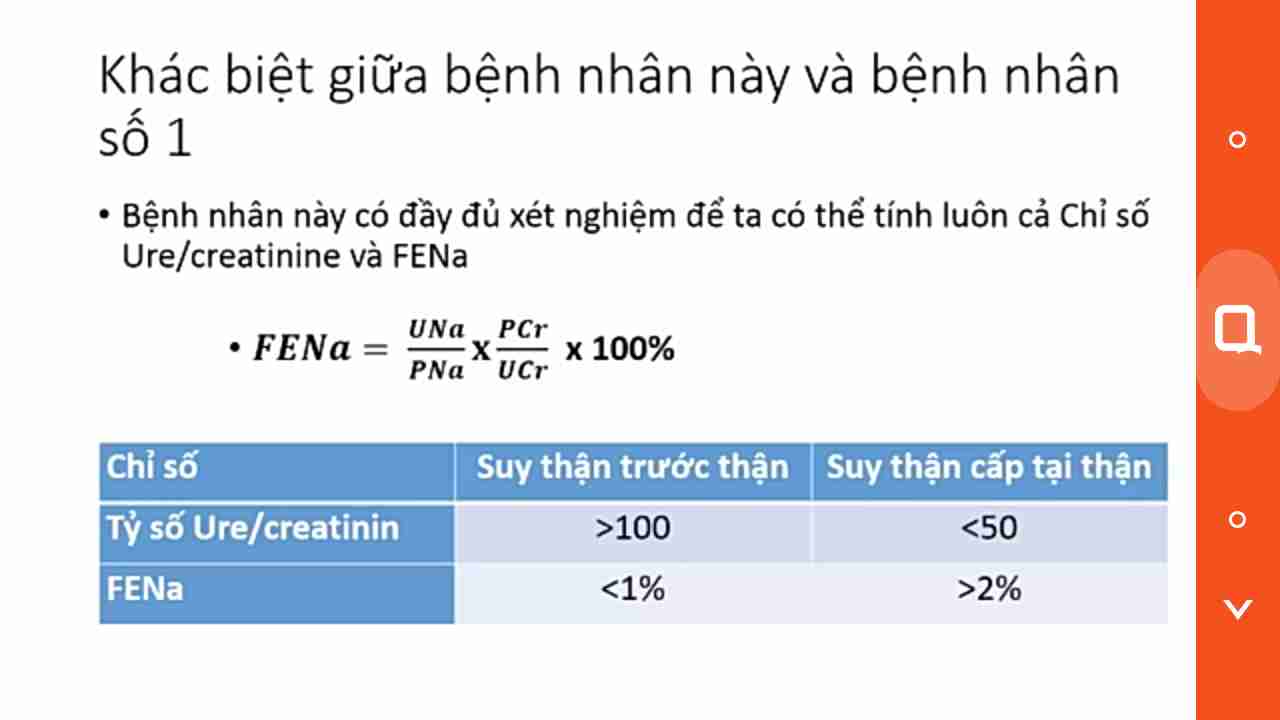 Khác biệt giữa bệnh nhân này và bệnh nhân
số 1
• Bệnh nhân này có đầy đủ xét nghiệm để ta có thể tính luôn cả Chỉ số
Ure/creatinine và FENa
• FENa = UNa/PNa x PCr/UCr x 100%
Chỉ số Suy thận trước thận Suy thận cấp tại thận
Tỷ số Ure/creatinin >100 <50
FENa <1% >2%